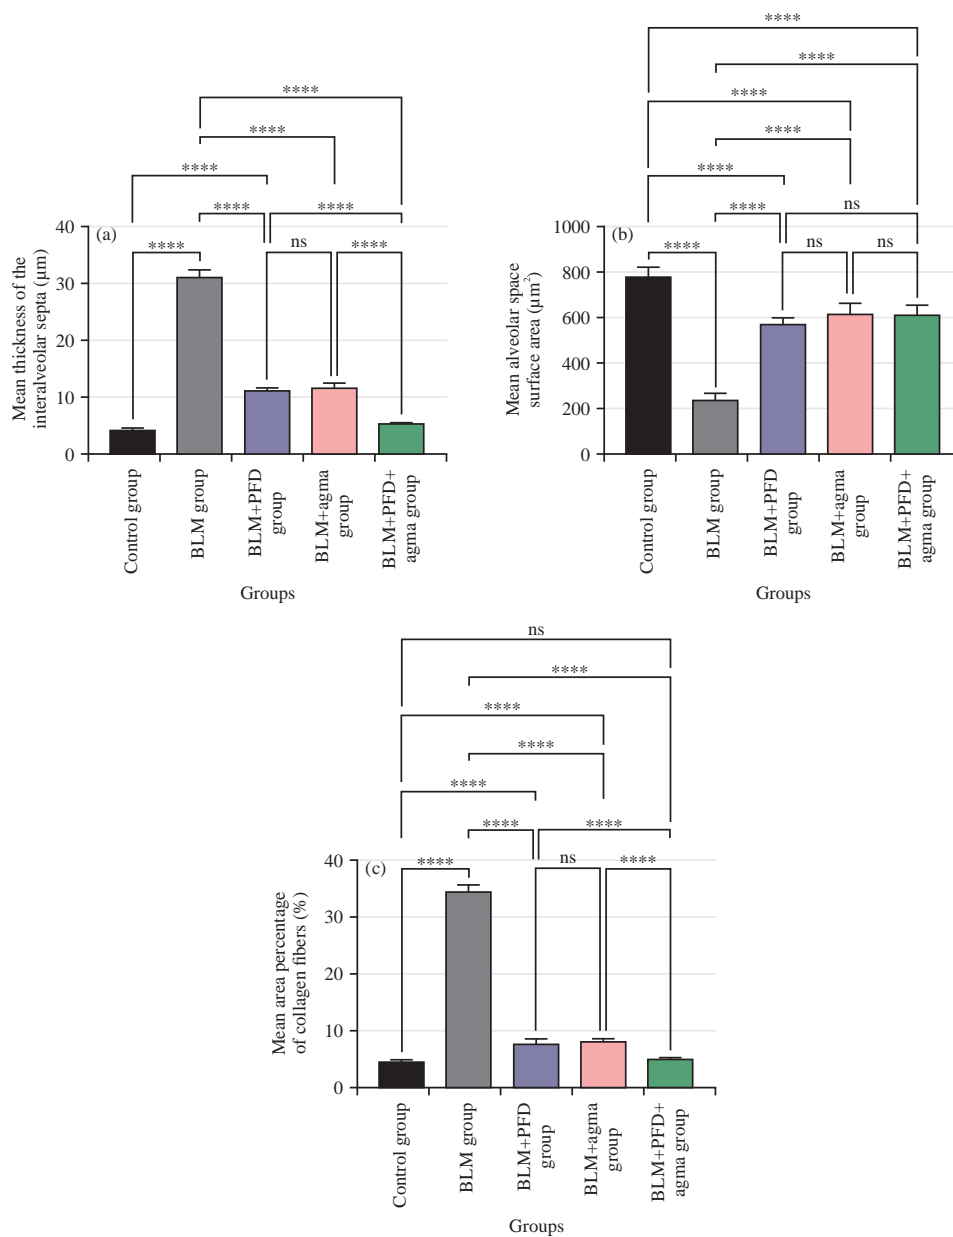 ****
****
****
****
****
****
****
****
****
ns
****
(a)
40
30
20
10
0
Mean thickness of the
interalveolar septa (μm)
Control group
BLM group
BLM+PFD
group
BLM+agma
group
BLM+PFD+
agma group
Groups
****
****
****
****
****
****
ns
****
ns
ns
(b)
1000
800
600
400
200
0
Mean alveolar space
surface area (μm²)
Control group
BLM group
BLM+PFD
group
BLM+agma
group
BLM+PFD+
agma group
Groups
ns
****
****
****
****
****
****
****
ns
****
(c)
40
30
20
10
0
Mean area percentage
of collagen fibers (%)
Control group
BLM group
BLM+PFD
group
BLM+agma
group
BLM+PFD+
agma group
Groups